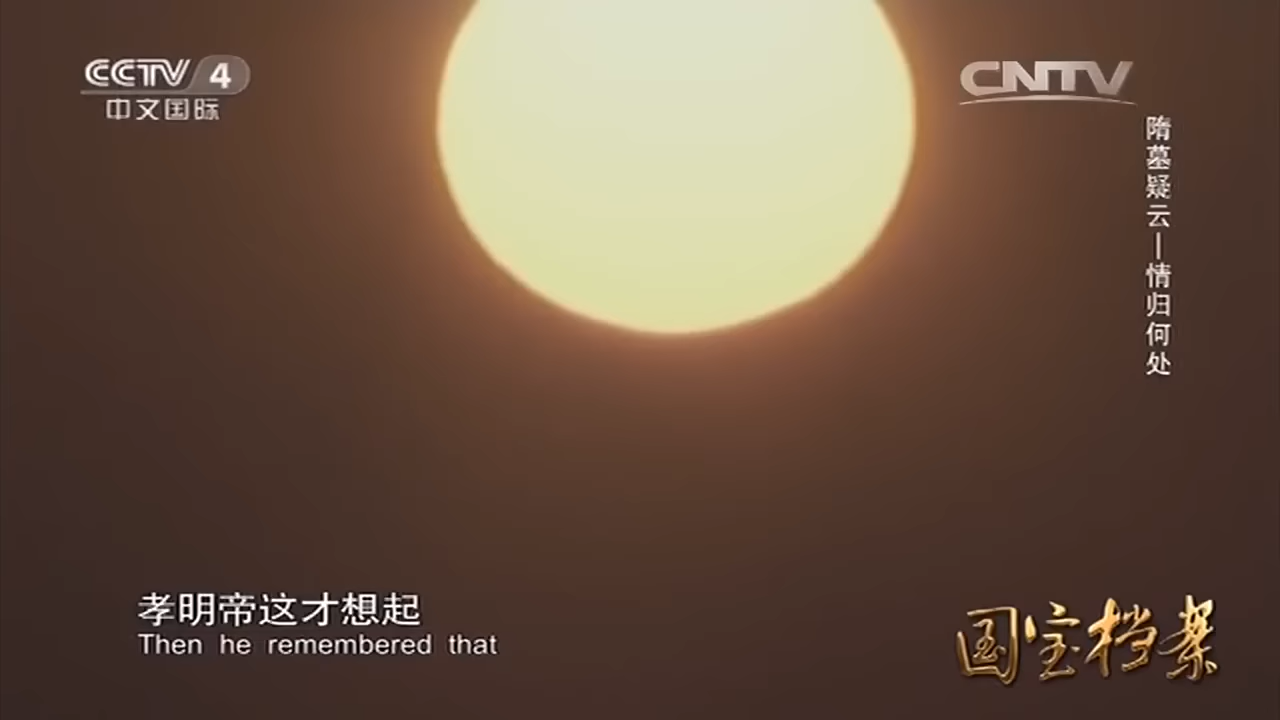 CCTV 4
中文国际
CNTV
隋墓疑云—情归何处
孝明帝这才想起
Then he remembered that
国宝档案